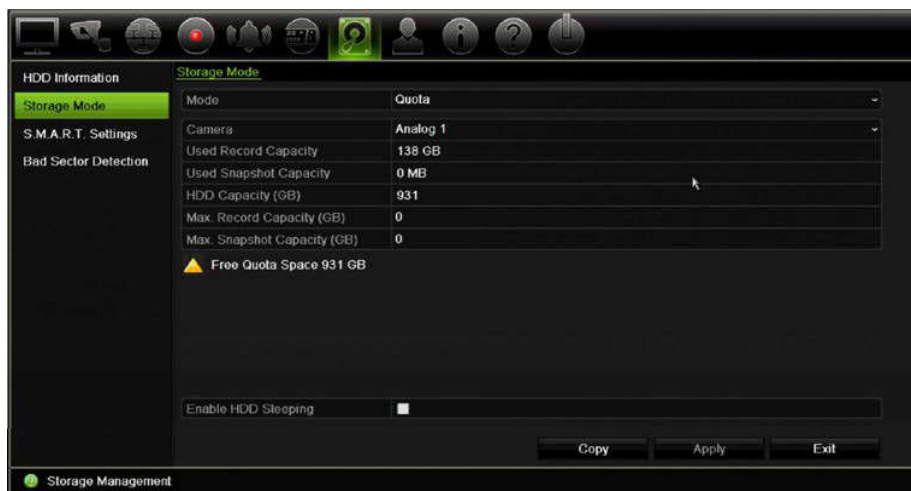 HDD Information
Storage Mode
S.M.A.R.T. Settings
Bad Sector Detection
Storage Mode
Mode Quota
Camera Analog 1
Used Record Capacity 138 GB
Used Snapshot Capacity 0 MB
HDD Capacity (GB) 931
Max. Record Capacity (GB) 0
Max. Snapshot Capacity (GB) 0
Free Quota Space 931 GB
Enable HDD Sleeping
Copy Apply Exit
Storage Management